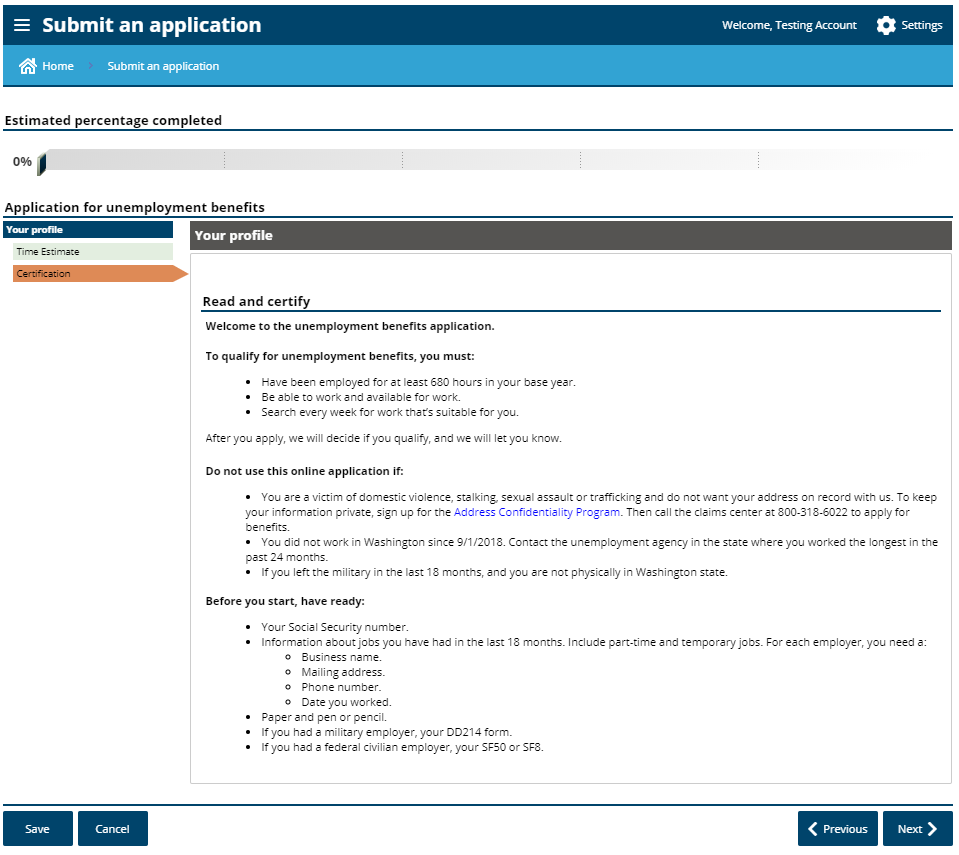 Submit an application
Welcome, Testing Account
Settings
Home
Submit an application
Estimated percentage completed
0%
Application for unemployment benefits
Your profile
Time Estimate
Certification
Your profile
Read and certify
Welcome to the unemployment benefits application.
To qualify for unemployment benefits, you must:
• Have been employed for at least 680 hours in your base year.
• Be able to work and available for work.
• Search every week for work that's suitable for you.
After you apply, we will decide if you qualify, and we will let you know.
Do not use this online application if:
• You are a victim of domestic violence, stalking, sexual assault or trafficking and do not want your address on record with us. To keep
your information private, sign up for the Address Confidentiality Program. Then call the claims center at 800-318-6022 to apply for
benefits.
• You did not work in Washington since 9/1/2018. Contact the unemployment agency in the state where you worked the longest in the
past 24 months.
• If you left the military in the last 18 months, and you are not physically in Washington state.
Before you start, have ready:
• Your Social Security number.
• Information about jobs you have had in the last 18 months. Include part-time and temporary jobs. For each employer, you need a:
◦ Business name.
◦ Mailing address.
◦ Phone number.
◦ Date you worked.
• Paper and pen or pencil.
• If you had a military employer, your DD214 form.
• If you had a federal civilian employer, your SF50 or SF8.
Save
Cancel
Previous
Next